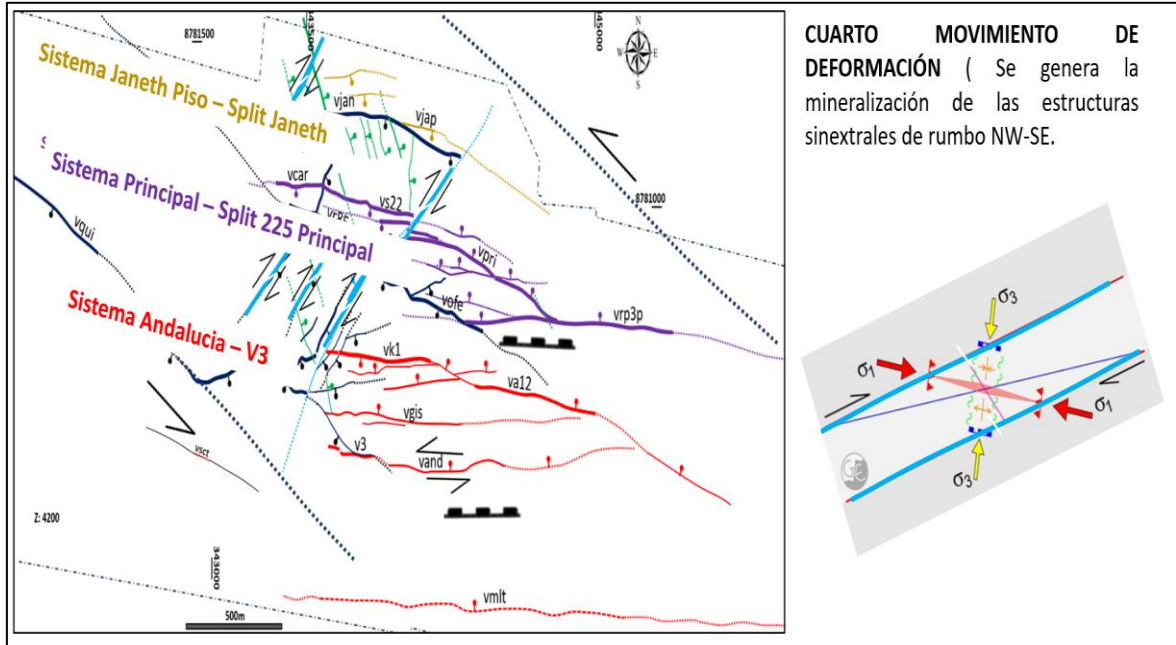 8781500
343500
345000
N
W E
S
Sistema Janeth Piso – Split Janeth
vjan
vjap
8781000
Sistema Principal – Split 225 Principal
vcar
vs22
vqui
vpri
vofe
vrp3p
Sistema Andalucia – V3
vk1
va12
vgis
v3
vand
vsct
Z: 4200
343000
500m
vmlt
CUARTO MOVIMIENTO DE
DEFORMACIÓN ( Se genera la
mineralización de las estructuras
sinextrales de rumbo NW-SE.
σ3
σ1
σ1
σ3
GE